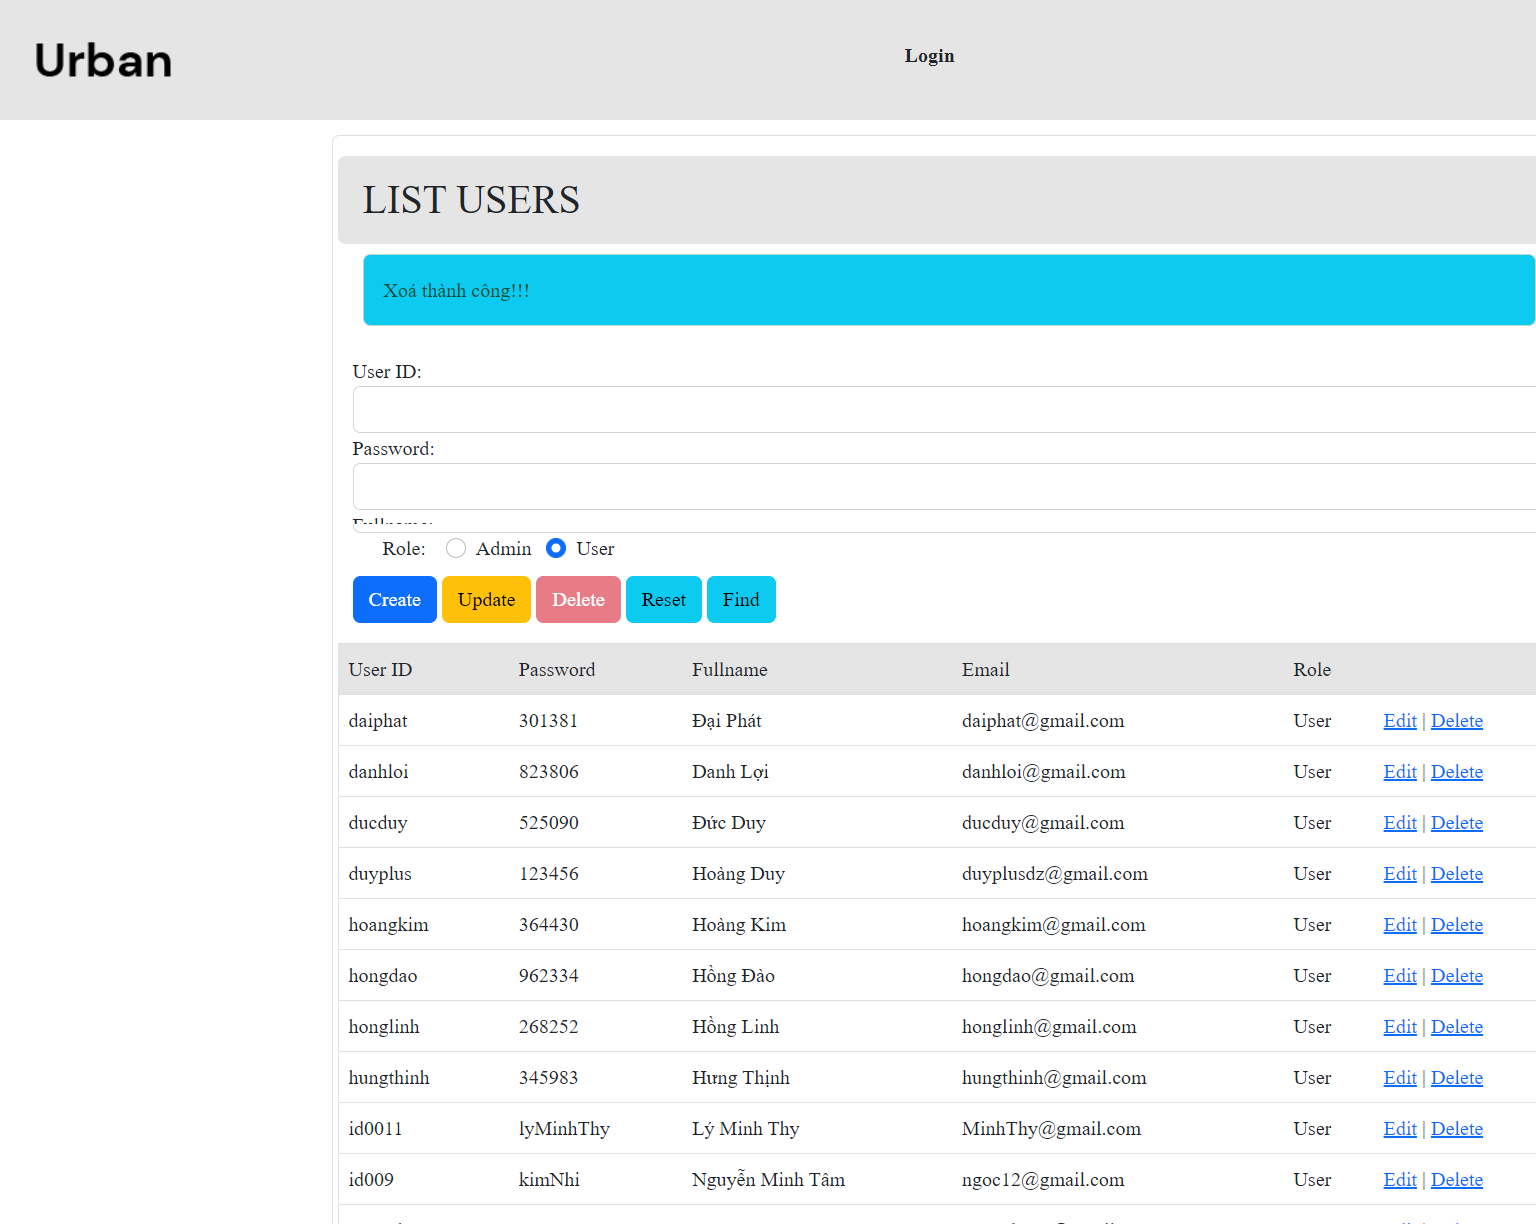 Urban
Login
LIST USERS
Xoá thành công!!!
User ID:
Password:
Fullname:
Role: Admin User
Create Update Delete Reset Find
User ID Password Fullname Email Role
daiphat 301381 Đại Phát daiphat@gmail.com User Edit | Delete
danhloi 823806 Danh Lợi danhloi@gmail.com User Edit | Delete
ducduy 525090 Đức Duy ducduy@gmail.com User Edit | Delete
duyplus 123456 Hoàng Duy duyplusdz@gmail.com User Edit | Delete
hoangkim 364430 Hoàng Kim hoangkim@gmail.com User Edit | Delete
hongdao 962334 Hồng Đào hongdao@gmail.com User Edit | Delete
honglinh 268252 Hồng Linh honglinh@gmail.com User Edit | Delete
hungthinh 345983 Hưng Thịnh hungthinh@gmail.com User Edit | Delete
id0011 lyMinhThy Lý Minh Thy MinhThy@gmail.com User Edit | Delete
id009 kimNhi Nguyễn Minh Tâm ngoc12@gmail.com User Edit | Delete